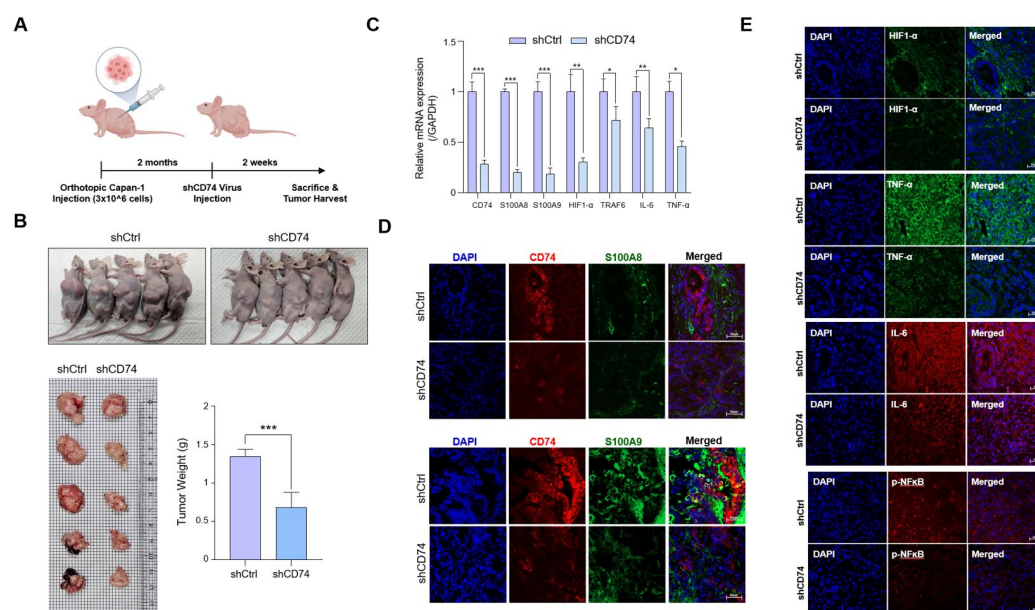 A
2 months
2 weeks
Orthotopic Capan-1
Injection (3x10^6 cells)
shCD74 Virus
Injection
Sacrifice &
Tumor Harvest
B
shCtrl
shCD74
shCtrl shCD74
Tumor Weight (g)
2
1.5
1
0.5
0
***
shCtrl
shCD74
C
shCtrl
shCD74
Relative mRNA expression
(/GAPDH)
1.5
1
0.5
0
***
***
***
**
*
**
*
CD74
S100A8
S100A9
HIF1-α
TRAF6
IL-6
TNF-α
D
DAPI
CD74
S100A8
Merged
shCtrl
shCD74
DAPI
CD74
S100A9
Merged
shCtrl
shCD74
E
shCtrl
DAPI
HIF1-α
Merged
shCD74
DAPI
HIF1-α
Merged
shCtrl
DAPI
TNF-α
Merged
shCD74
DAPI
TNF-α
Merged
shCtrl
DAPI
IL-6
Merged
shCD74
DAPI
IL-6
Merged
shCtrl
DAPI
p-NFκB
Merged
shCD74
DAPI
p-NFκB
Merged